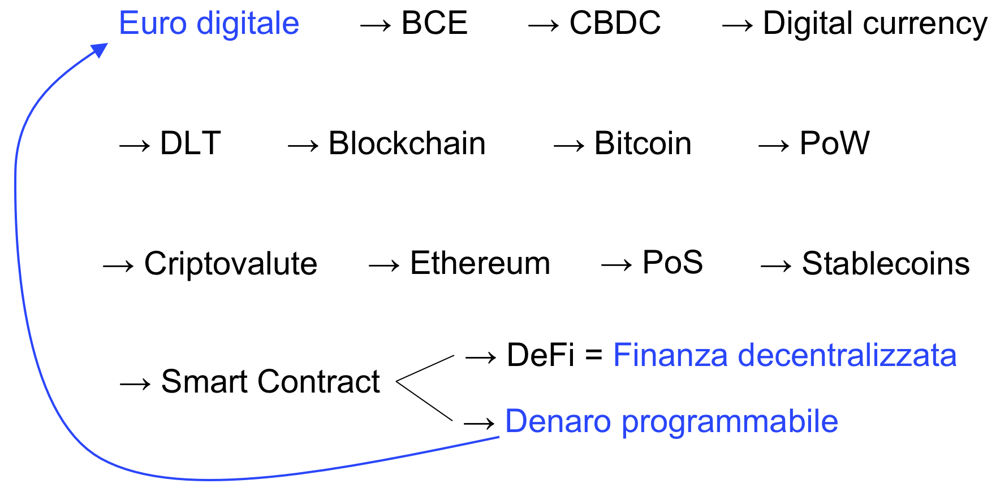 Euro digitale → BCE → CBDC → Digital currency
→ DLT → Blockchain → Bitcoin → PoW
→ Criptovalute → Ethereum → PoS → Stablecoins
→ DeFi = Finanza decentralizzata
→ Smart Contract
→ Denaro programmabile